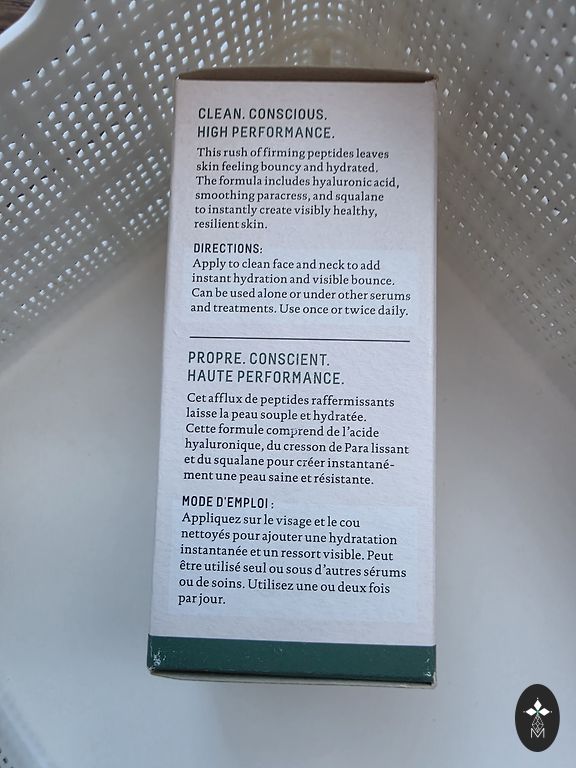 CLEAN. CONSCIOUS.
HIGH PERFORMANCE.
This rush of firming peptides leaves
skin feeling bouncy and hydrated.
The formula includes hyaluronic acid,
smoothing paracress, and squalane
to instantly create visibly healthy,
resilient skin.
DIRECTIONS:
Apply to clean face and neck to add
instant hydration and visible bounce.
Can be used alone or under other serums
and treatments. Use once or twice daily.
PROPRE. CONSCIENT.
HAUTE PERFORMANCE.
Cet afflux de peptides raffermissants
laisse la peau souple et hydratée.
Cette formule comprend de l'acide
hyaluronique, du cresson de Para lissant
et du squalane pour créer instantané-
ment une peau saine et résistante.
MODE D'EMPLOI :
Appliquez sur le visage et le cou
nettoyés pour ajouter une hydratation
instantanée et un ressort visible. Peut
être utilisé seul ou sous d'autres sérums
ou de soins. Utilisez une ou deux fois
par jour.
M